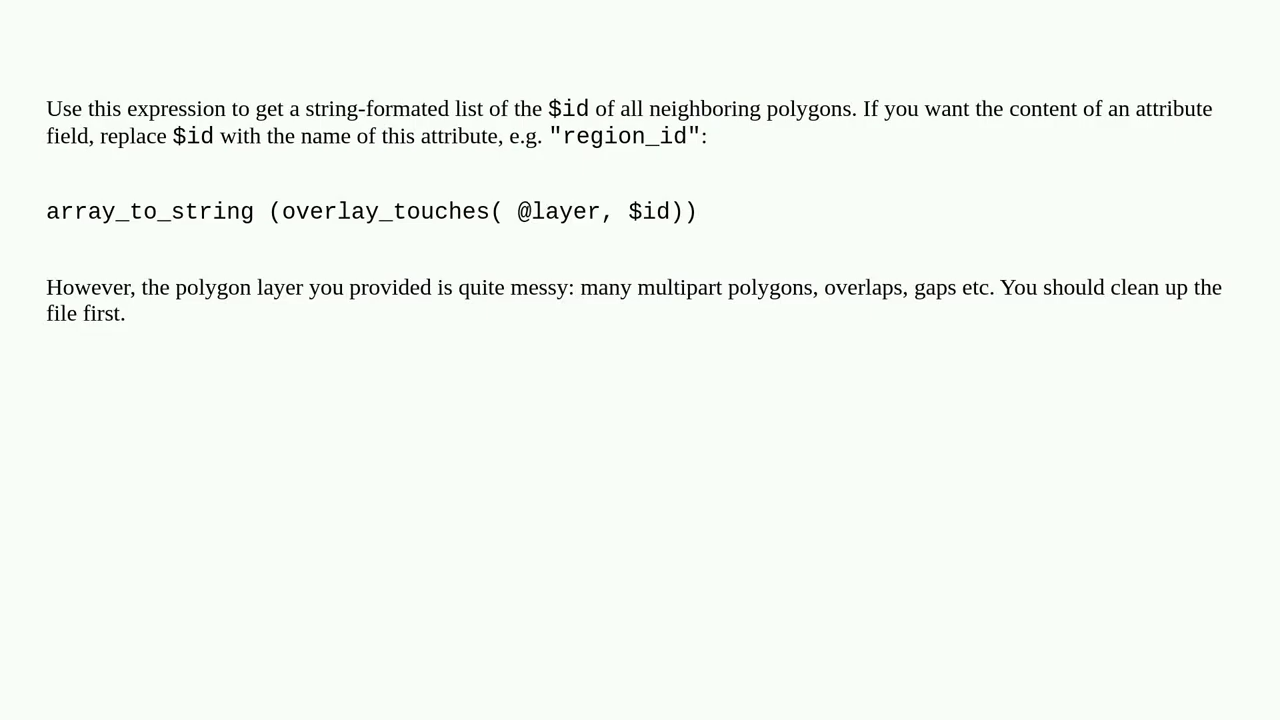 Use this expression to get a string-formated list of the $id of all neighboring polygons. If you want the content of an attribute
field, replace $id with the name of this attribute, e.g. "region_id":
array_to_string (overlay_touches( @layer, $id))
However, the polygon layer you provided is quite messy: many multipart polygons, overlaps, gaps etc. You should clean up the
file first.